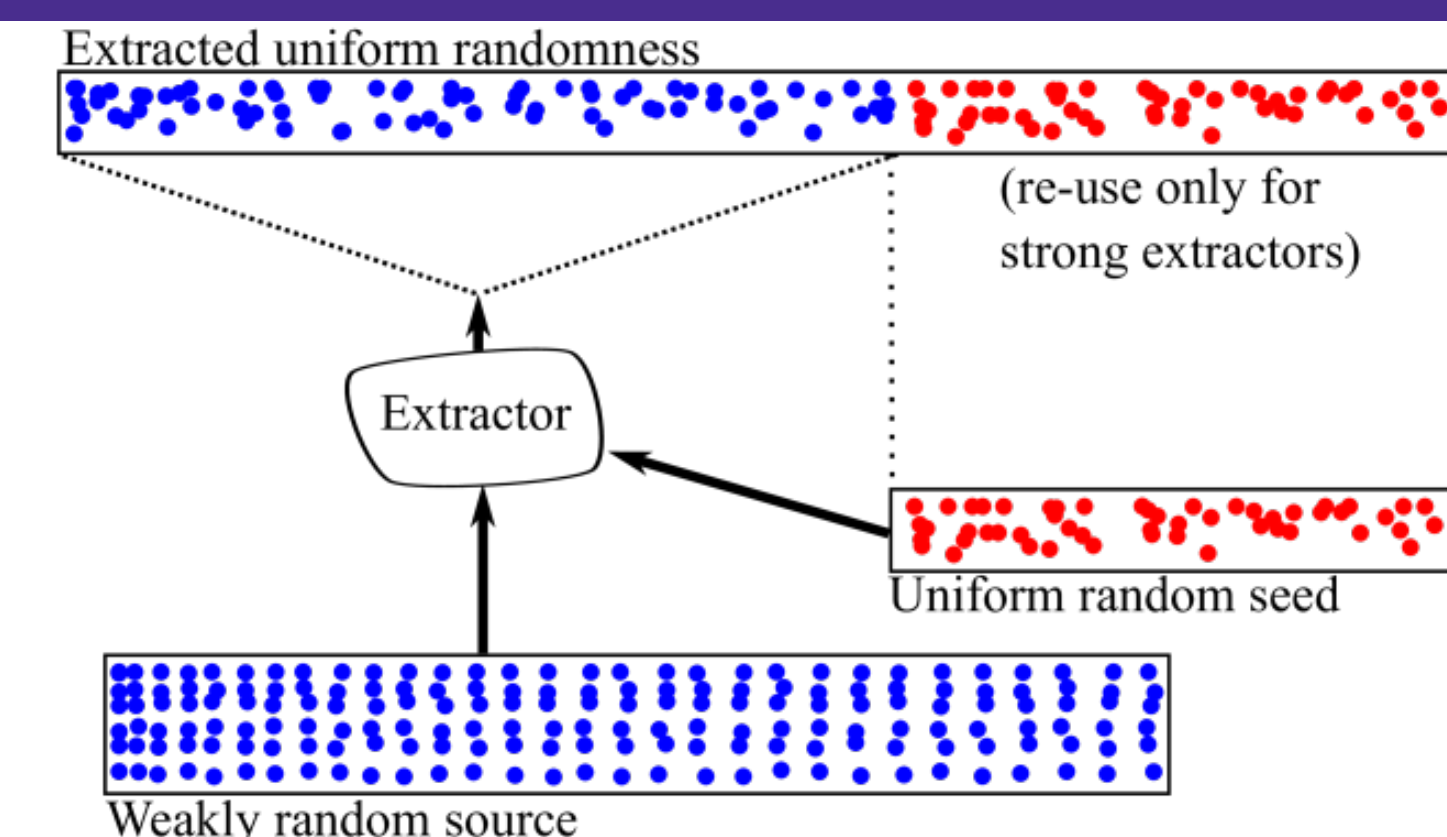 Extracted uniform randomness
(re-use only for
strong extractors)
Extractor
Uniform random seed
Weakly random source